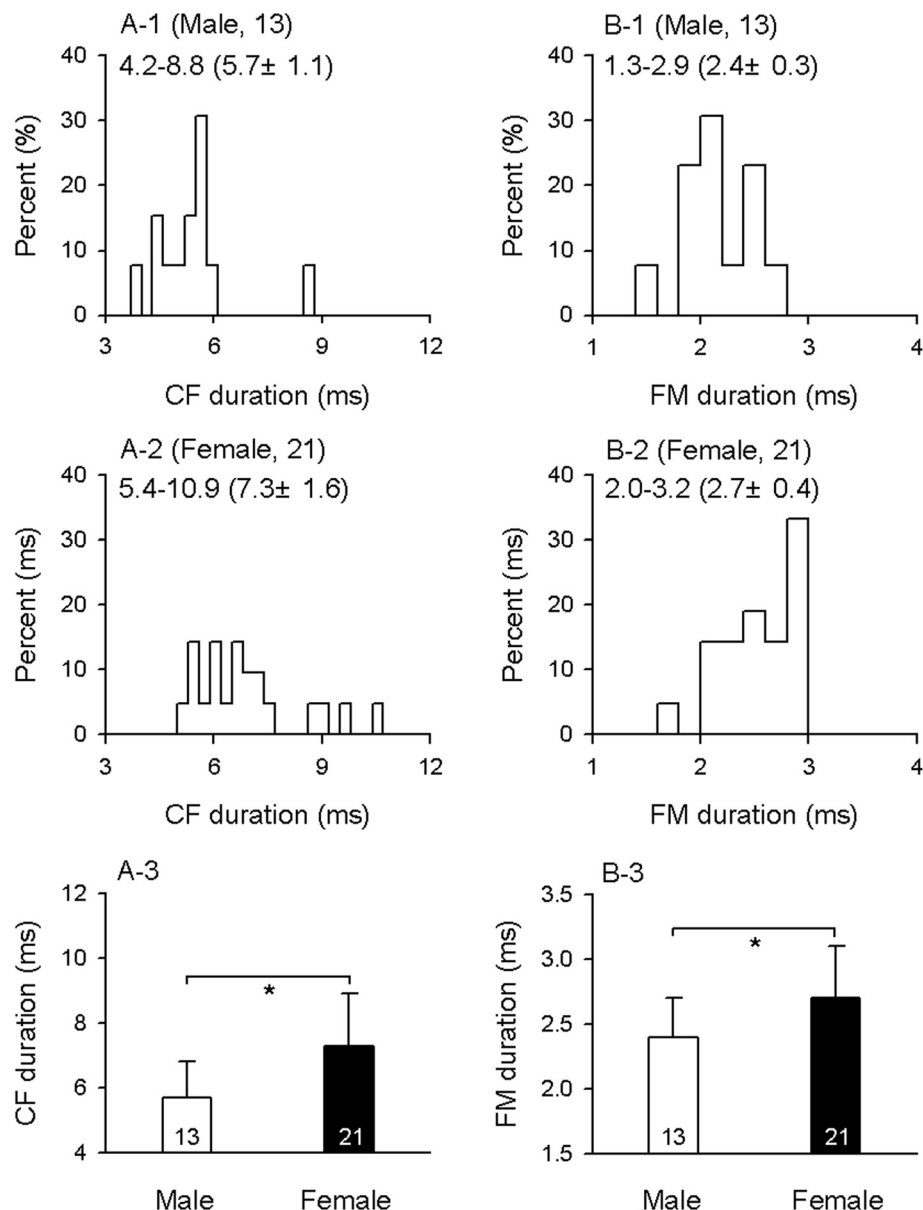 A-1 (Male, 13)
4.2-8.8 (5.7± 1.1)
40
30
20
10
0
Percent (%)
3 6 9 12
CF duration (ms)
B-1 (Male, 13)
1.3-2.9 (2.4± 0.3)
40
30
20
10
0
Percent (%)
1 2 3 4
FM duration (ms)
A-2 (Female, 21)
5.4-10.9 (7.3± 1.6)
40
30
20
10
0
Percent (ms)
3 6 9 12
CF duration (ms)
B-2 (Female, 21)
2.0-3.2 (2.7± 0.4)
40
30
20
10
0
Percent (ms)
1 2 3 4
FM duration (ms)
A-3
12
10
8
6
4
CF duration (ms)
*
13 21
Male Female
B-3
3.5
3.0
2.5
2.0
1.5
FM duration (ms)
*
13 21
Male Female